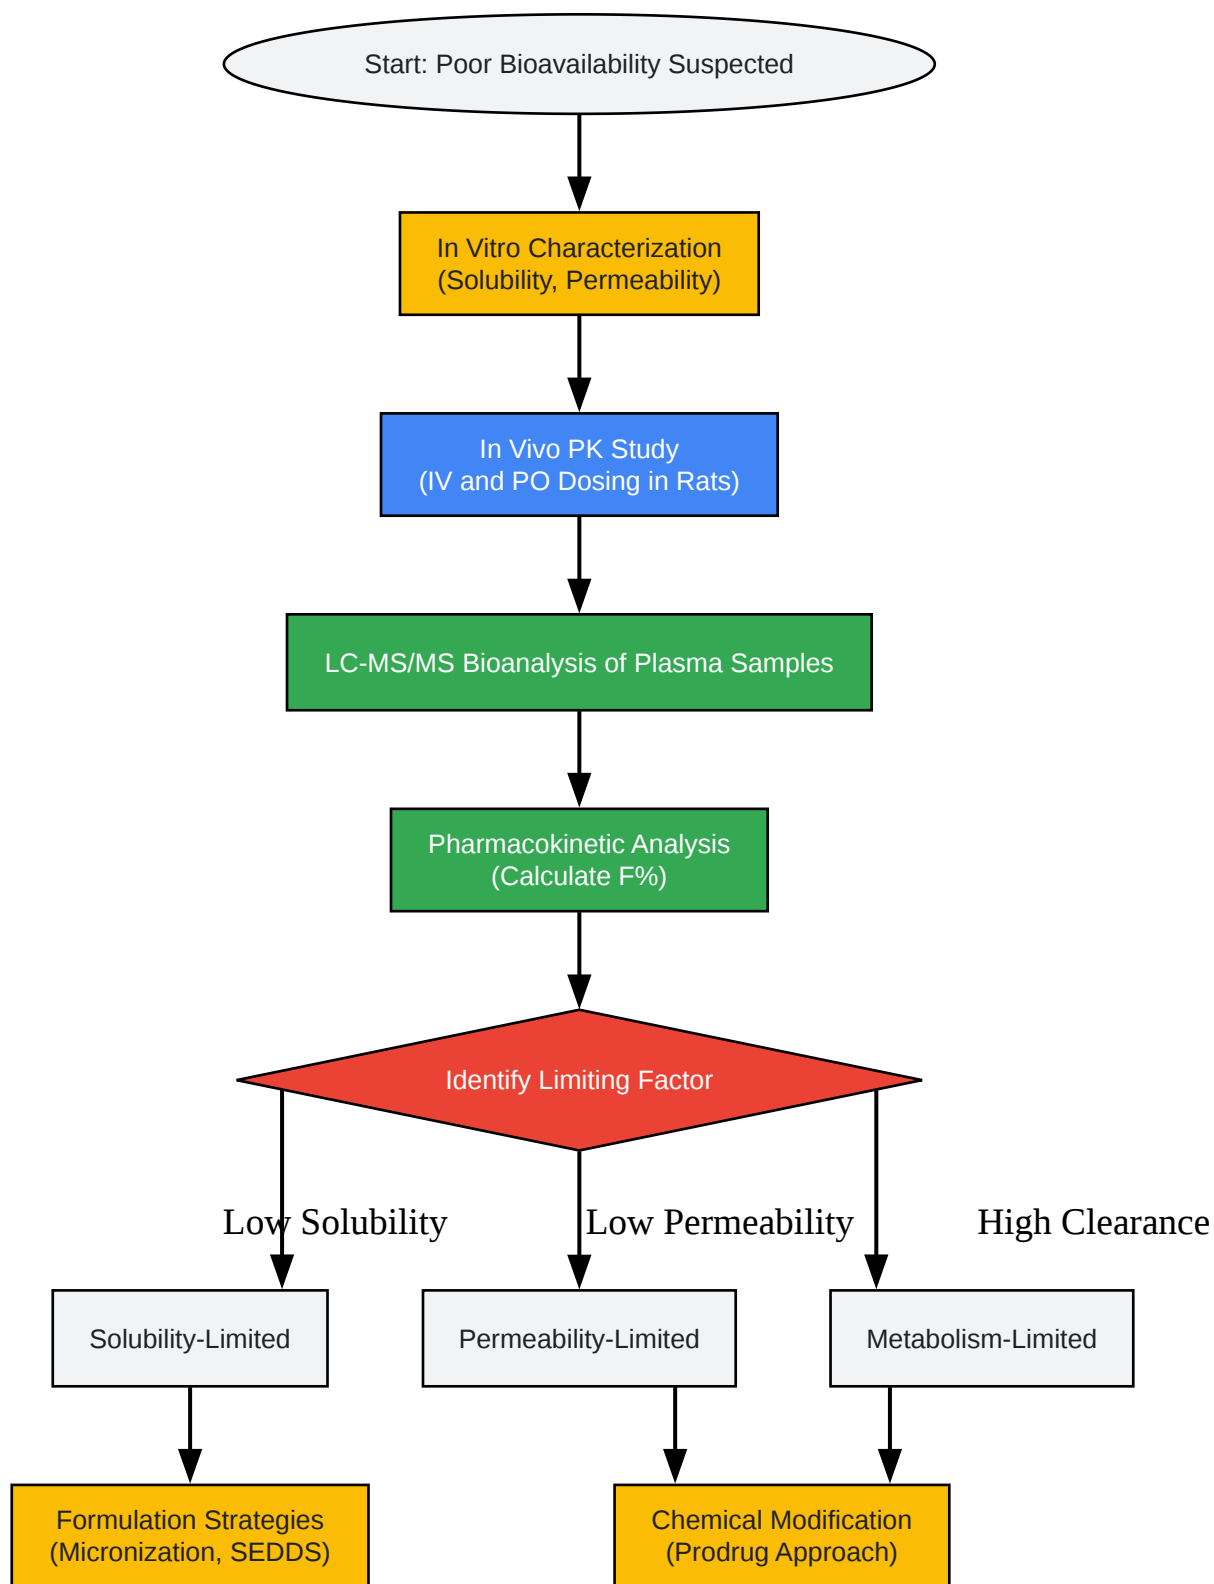 Start: Poor Bioavailability Suspected
In Vitro Characterization
(Solubility, Permeability)
In Vivo PK Study
(IV and PO Dosing in Rats)
LC-MS/MS Bioanalysis of Plasma Samples
Pharmacokinetic Analysis
(Calculate F%)
Identify Limiting Factor
Low Solubility
Low Permeability
High Clearance
Solubility-Limited
Permeability-Limited
Metabolism-Limited
Formulation Strategies
(Micronization, SEDDS)
Chemical Modification
(Prodrug Approach)